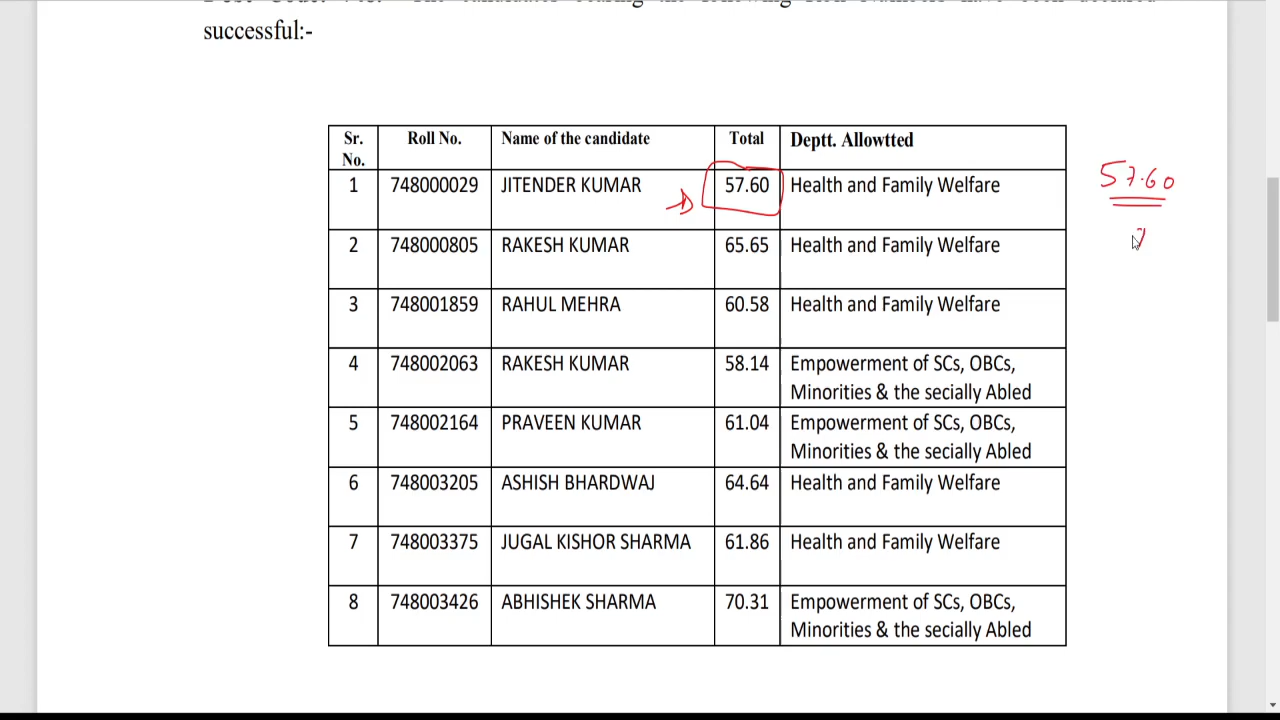 successful:-
Sr. No. Roll No. Name of the candidate Total Deptt. Allowtted
1 748000029 JITENDER KUMAR 57.60 Health and Family Welfare
57.60
2 748000805 RAKESH KUMAR 65.65 Health and Family Welfare
3 748001859 RAHUL MEHRA 60.58 Health and Family Welfare
4 748002063 RAKESH KUMAR 58.14 Empowerment of SCs, OBCs,
Minorities & the secially Abled
5 748002164 PRAVEEN KUMAR 61.04 Empowerment of SCs, OBCs,
Minorities & the secially Abled
6 748003205 ASHISH BHARDWAJ 64.64 Health and Family Welfare
7 748003375 JUGAL KISHOR SHARMA 61.86 Health and Family Welfare
8 748003426 ABHISHEK SHARMA 70.31 Empowerment of SCs, OBCs,
Minorities & the secially Abled